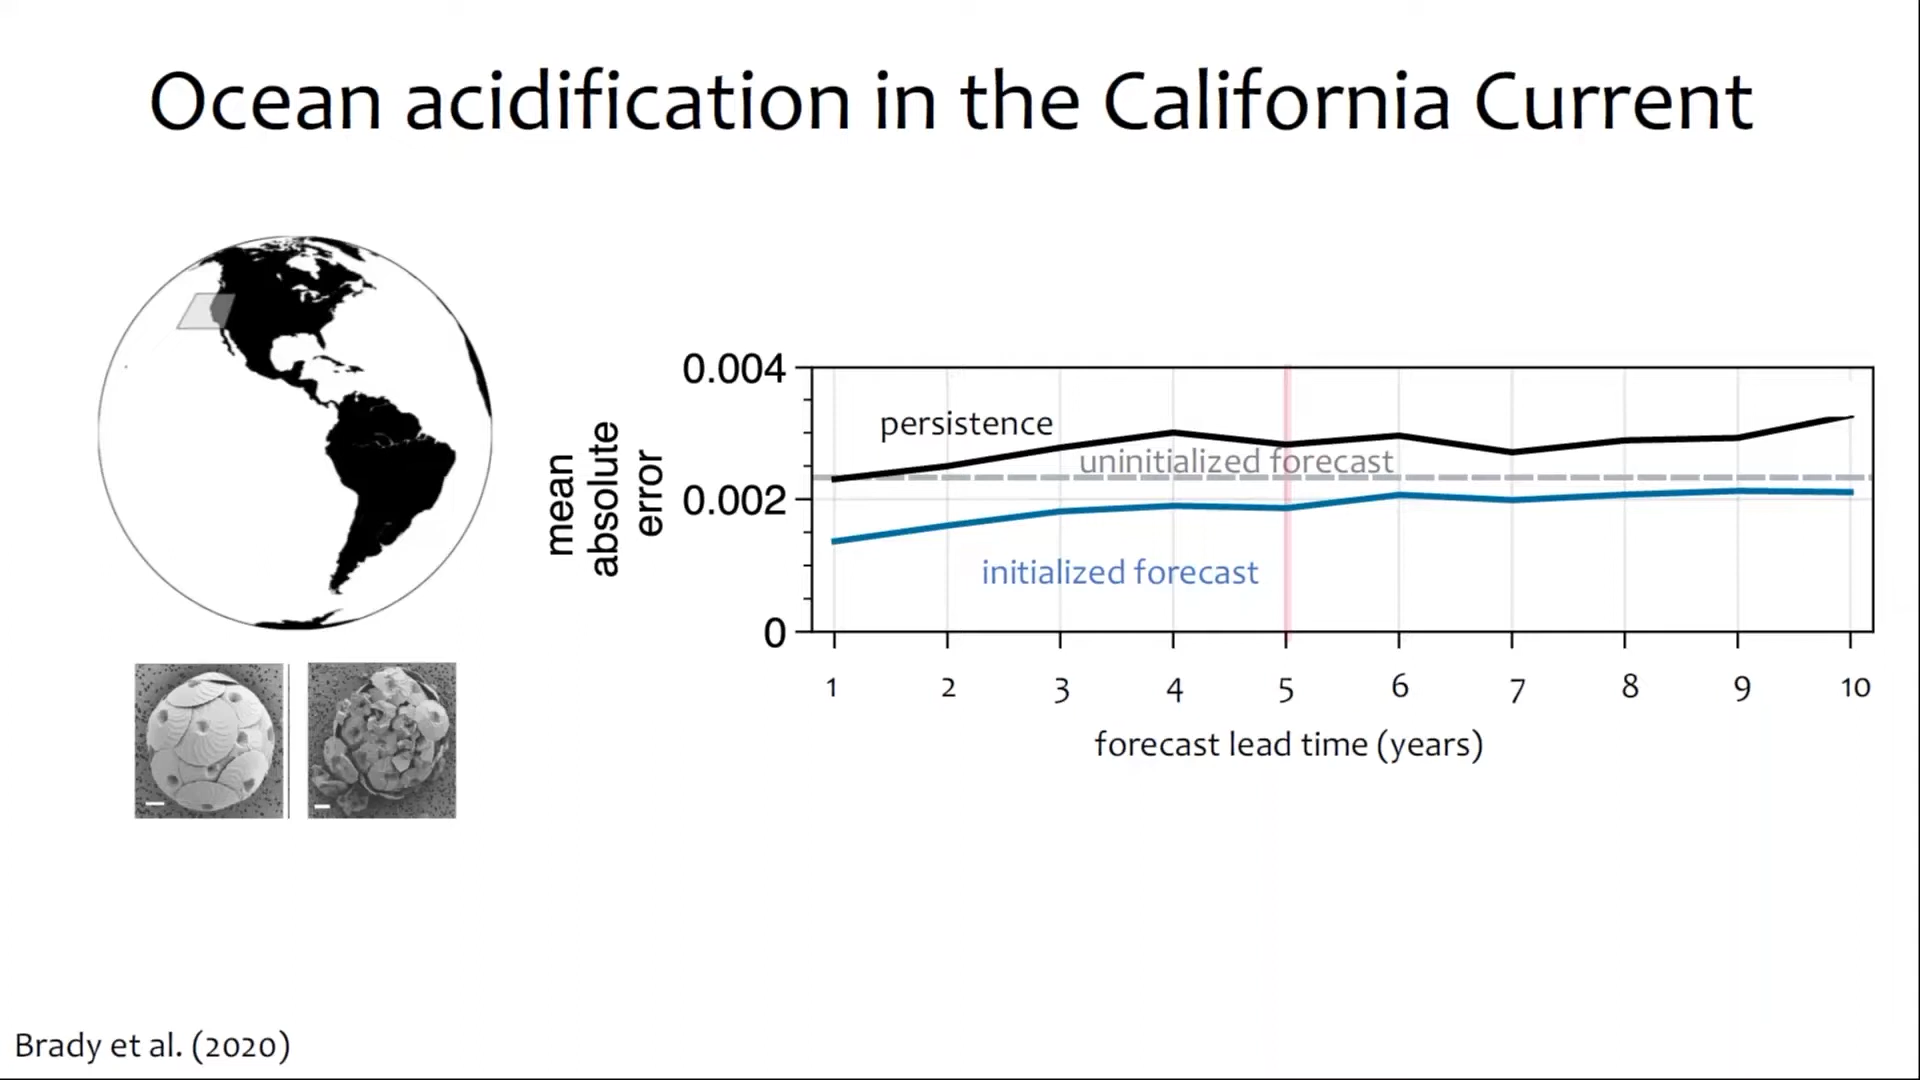 Ocean acidification in the California Current
mean
absolute
error
0.004
0.002
0
persistence
uninitialized forecast
initialized forecast
1 2 3 4 5 6 7 8 9 10
forecast lead time (years)
Brady et al. (2020)